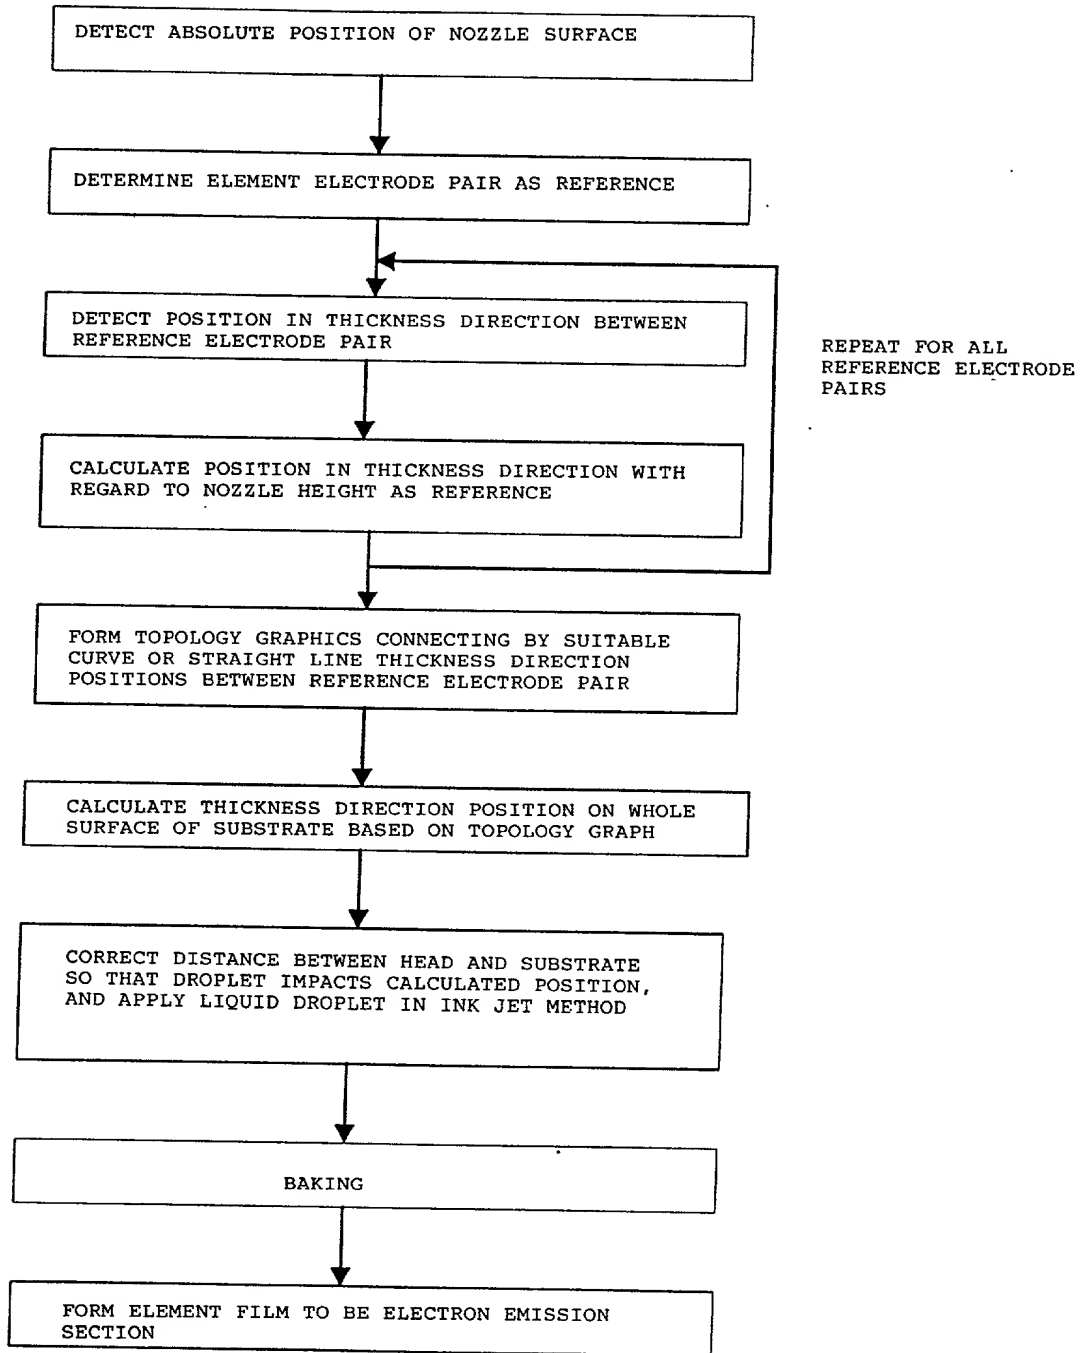 DETECT ABSOLUTE POSITION OF NOZZLE SURFACE
DETERMINE ELEMENT ELECTRODE PAIR AS REFERENCE
DETECT POSITION IN THICKNESS DIRECTION BETWEEN
REFERENCE ELECTRODE PAIR
REPEAT FOR ALL
REFERENCE ELECTRODE
PAIRS
CALCULATE POSITION IN THICKNESS DIRECTION WITH
REGARD TO NOZZLE HEIGHT AS REFERENCE
FORM TOPOLOGY GRAPHICS CONNECTING BY SUITABLE
CURVE OR STRAIGHT LINE THICKNESS DIRECTION
POSITIONS BETWEEN REFERENCE ELECTRODE PAIR
CALCULATE THICKNESS DIRECTION POSITION ON WHOLE
SURFACE OF SUBSTRATE BASED ON TOPOLOGY GRAPH
CORRECT DISTANCE BETWEEN HEAD AND SUBSTRATE
SO THAT DROPLET IMPACTS CALCULATED POSITION,
AND APPLY LIQUID DROPLET IN INK JET METHOD
BAKING
FORM ELEMENT FILM TO BE ELECTRON EMISSION
SECTION